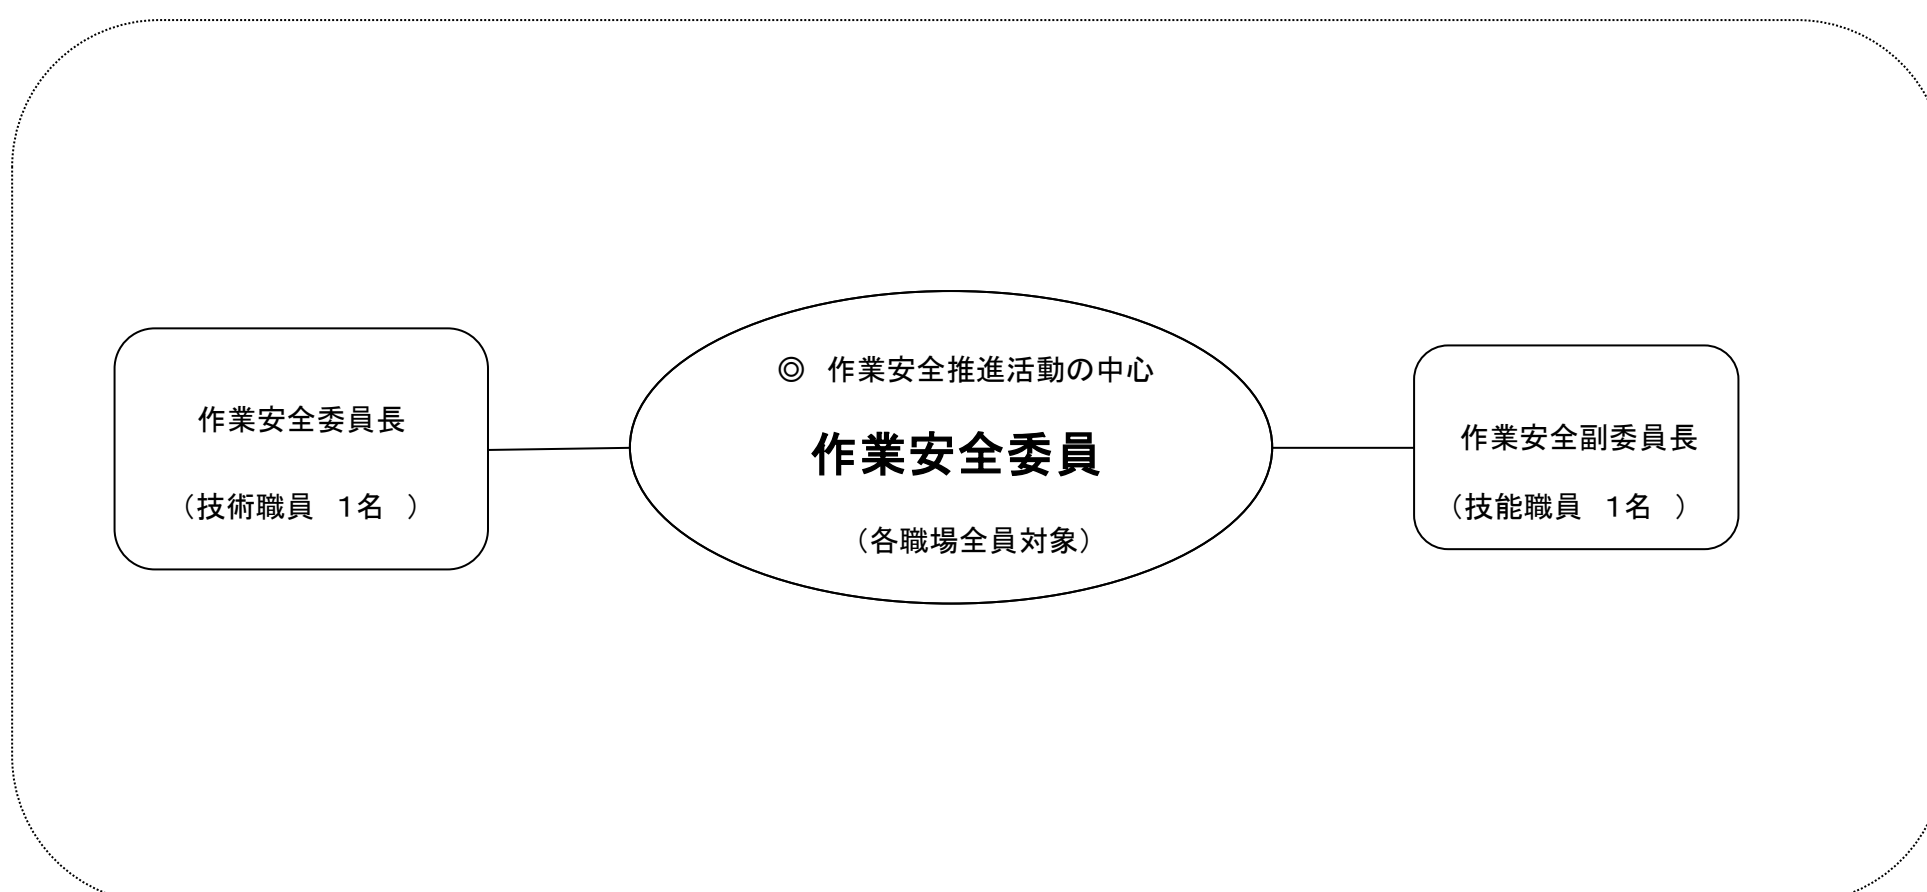 作業安全委員長
（技術職員　１名　）
◎　作業安全推進活動の中心
作業安全委員
（各職場全員対象）
作業安全副委員長
（技能職員　１名　）